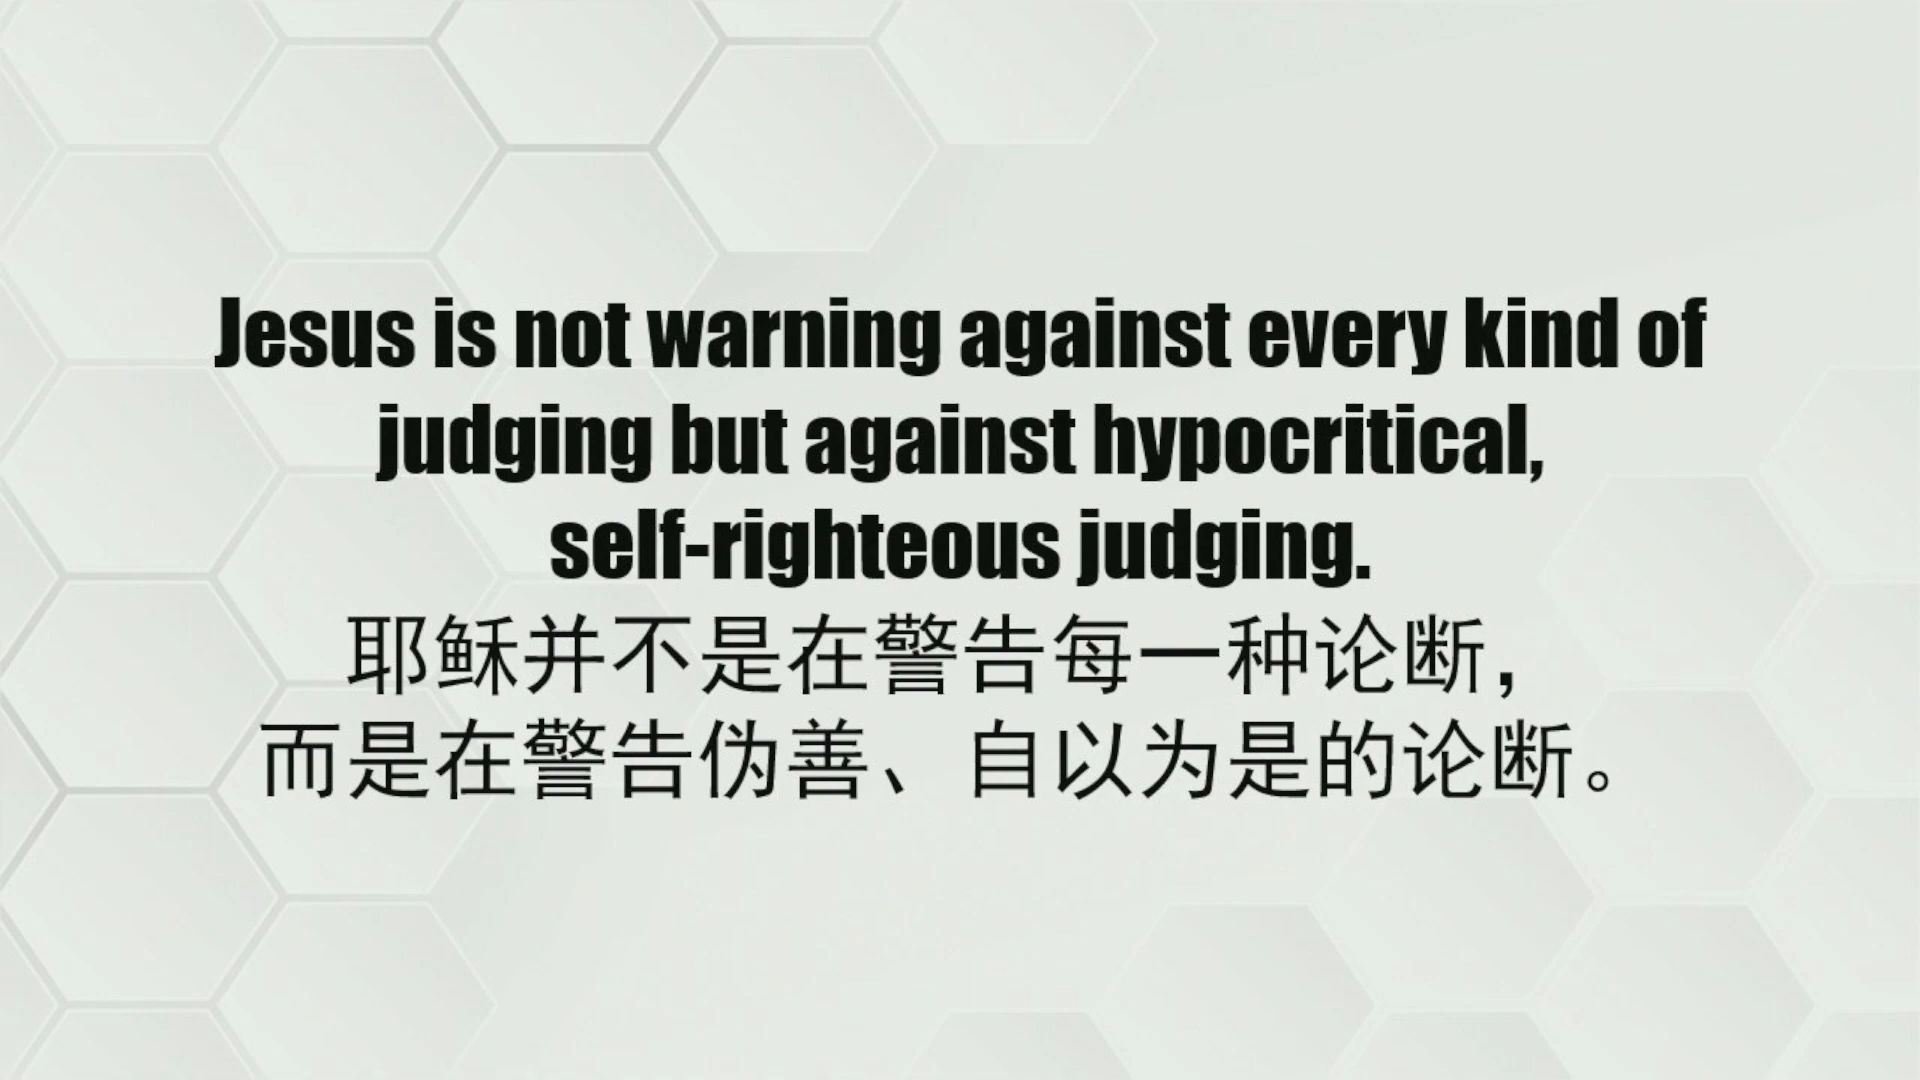 Jesus is not warning against every kind of
judging but against hypocritical,
self-righteous judging.
耶稣并不是在警告每一种论断，
而是在警告伪善、自以为是的论断。